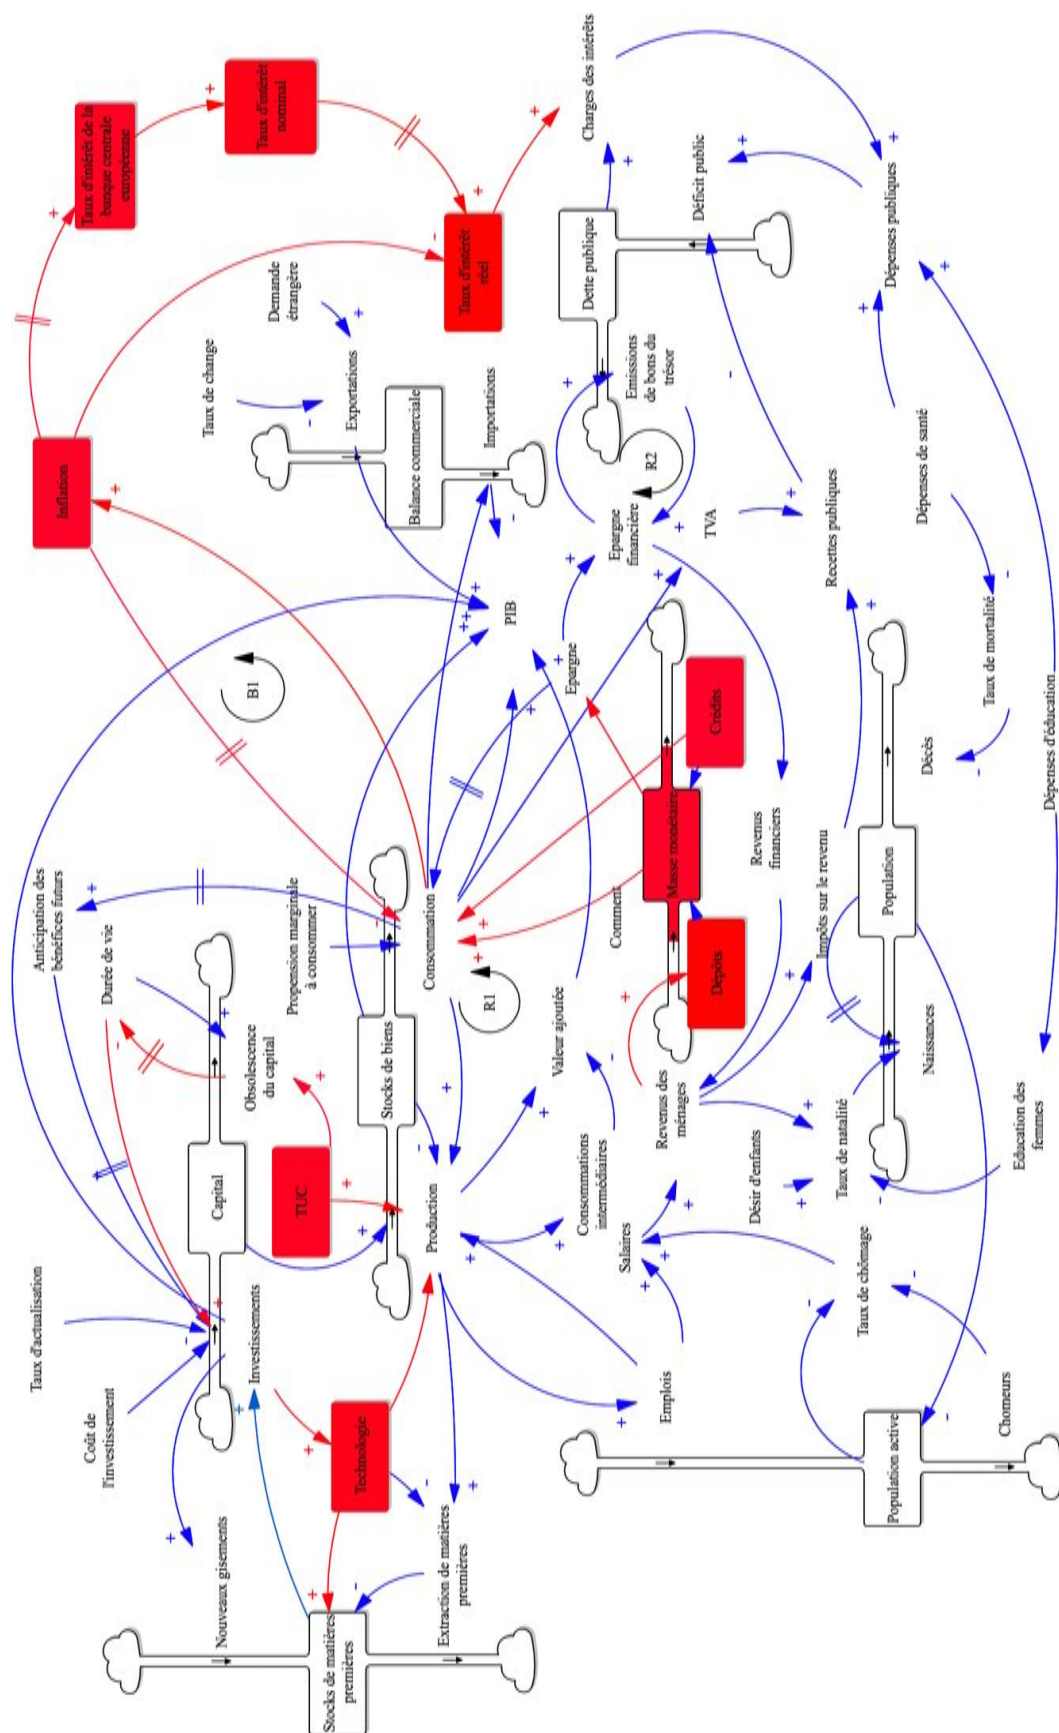 Taux d'intérêt de la
banque centrale
européenne
Taux d'intérêt
nominal
Inflation
Taux d'intérêt
réel
Charges des intérêts
Demande
étrangère
Taux de change
Exportations
Balance commerciale
Importations
Dette publique
Déficit public
Dépenses publiques
Emissions
de bons du
trésor
R2
Epargne
financière
TVA
Recettes publiques
Dépenses de santé
Taux de mortalité
Décès
Dépenses d'éducation
B1
PIB
Epargne
Crédits
Masse monétaire
Dépôts
Comment
Revenus
financiers
Impôts sur le revenu
Population
Naissances
Anticipation des
bénéfices futurs
Durée de vie
Propension marginale
à consommer
Consommation
R1
Stocks de biens
Valeur ajoutée
Obsolescence
du capital
Capital
TUC
Production
Consommations
intermédiaires
Revenus des
ménages
Salaires
Désir d'enfants
Taux de natalité
Education des
femmes
Taux d'actualisation
Coût de
l'investissement
Investissements
Technologie
Emplois
Taux de chômage
Chomeurs
Population active
Nouveaux gisements
Stocks de matières
premières
Extraction de matières
premières